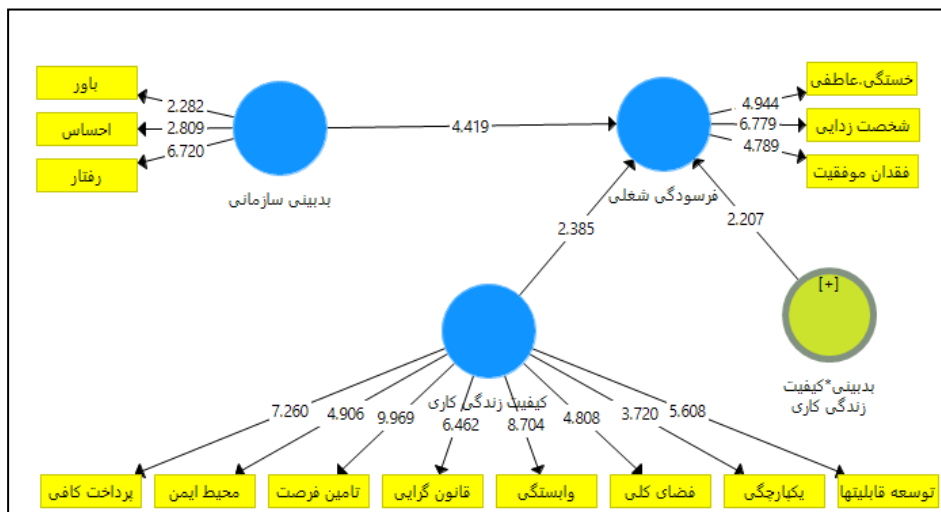 باور
احساس
رفتار
2.282
2.809
6.720
بدبینی سازمانی
4.419
خستگی.عاطفی
شخصت زدایی
فقدان موفقیت
4.944
6.779
4.789
فرسودگی شغلی
2.385
2.207
[+]
بدبینی*کیفیت
زندگی کاری
کیفیت زندگی کاری
7.260
4.906
9.969
6.462
8.704
4.808
3.720
5.608
پرداخت کافی
محیط ایمن
تامین فرصت
قانون گرایی
وابستگی
فضای کلی
یکپارچگی
توسعه قابلیتها